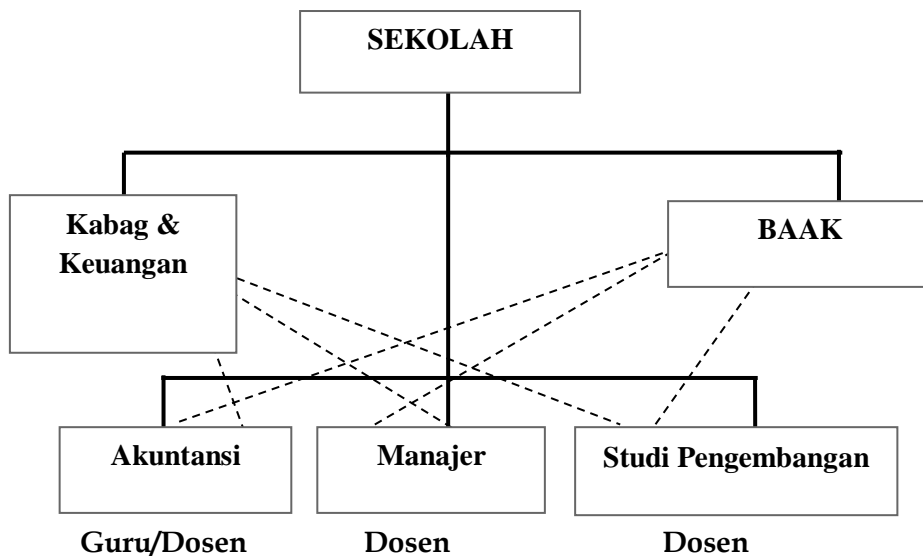 SEKOLAH
Kabag &
Keuangan
BAAK
Akuntansi
Manajer
Studi Pengembangan
Guru/Dosen
Dosen
Dosen